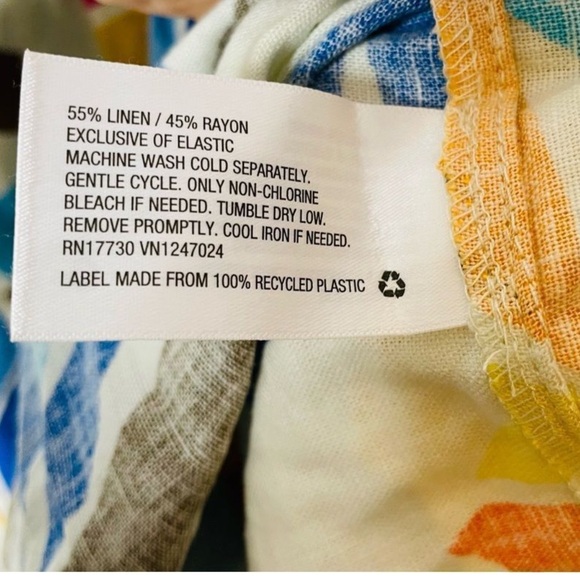 55% LINEN / 45% RAYON
EXCLUSIVE OF ELASTIC
MACHINE WASH COLD SEPARATELY.
GENTLE CYCLE. ONLY NON-CHLORINE
BLEACH IF NEEDED. TUMBLE DRY LOW.
REMOVE PROMPTLY. COOL IRON IF NEEDED.
RN17730 VN1247024
LABEL MADE FROM 100% RECYCLED PLASTIC